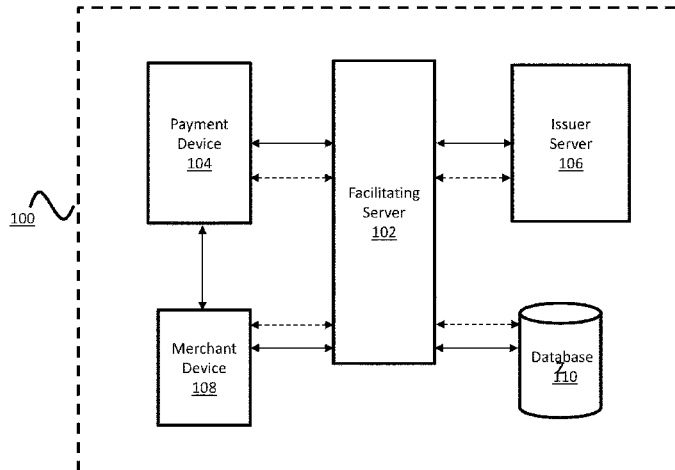 Payment
Device
104
Facilitating
Server
102
Issuer
Server
106
100
Merchant
Device
108
Database
Z
110